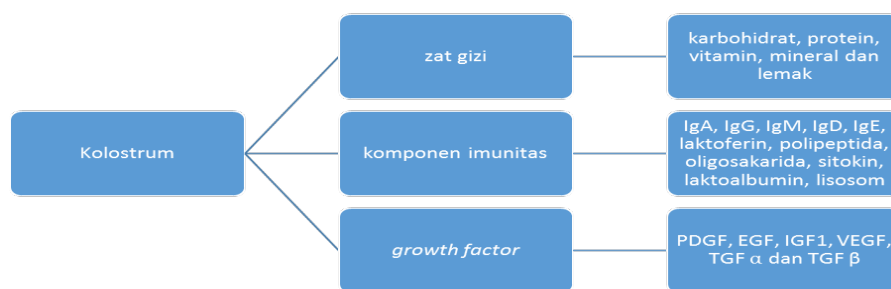 zat gizi
karbohidrat, protein,
vitamin, mineral dan
lemak
Kolostrum
komponen imunitas
IgA, IgG, IgM, IgD, IgE,
laktoferin, polipeptida,
oligosakarida, sitokin,
laktoalbumin, lisosom
growth factor
PDGF, EGF, IGF1, VEGF,
TGF α dan TGF β